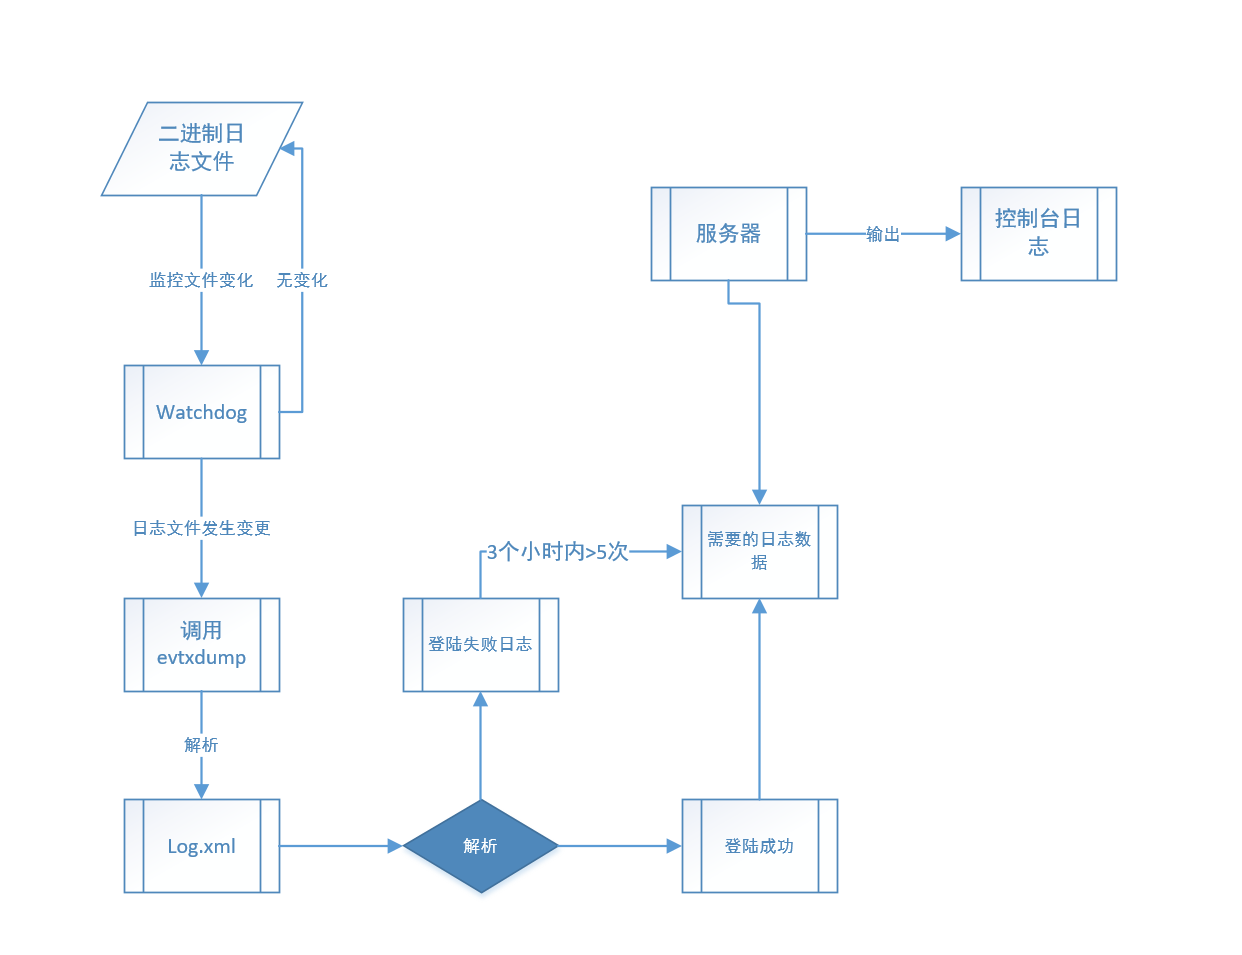 二进制日
志文件
监控文件变化
无变化
Watchdog
日志文件发生变更
调用
evtxdump
解析
Log.xml
解析
登陆失败日志
3个小时内>5次
登陆成功
需要的日志数
据
服务器
输出
控制台日
志